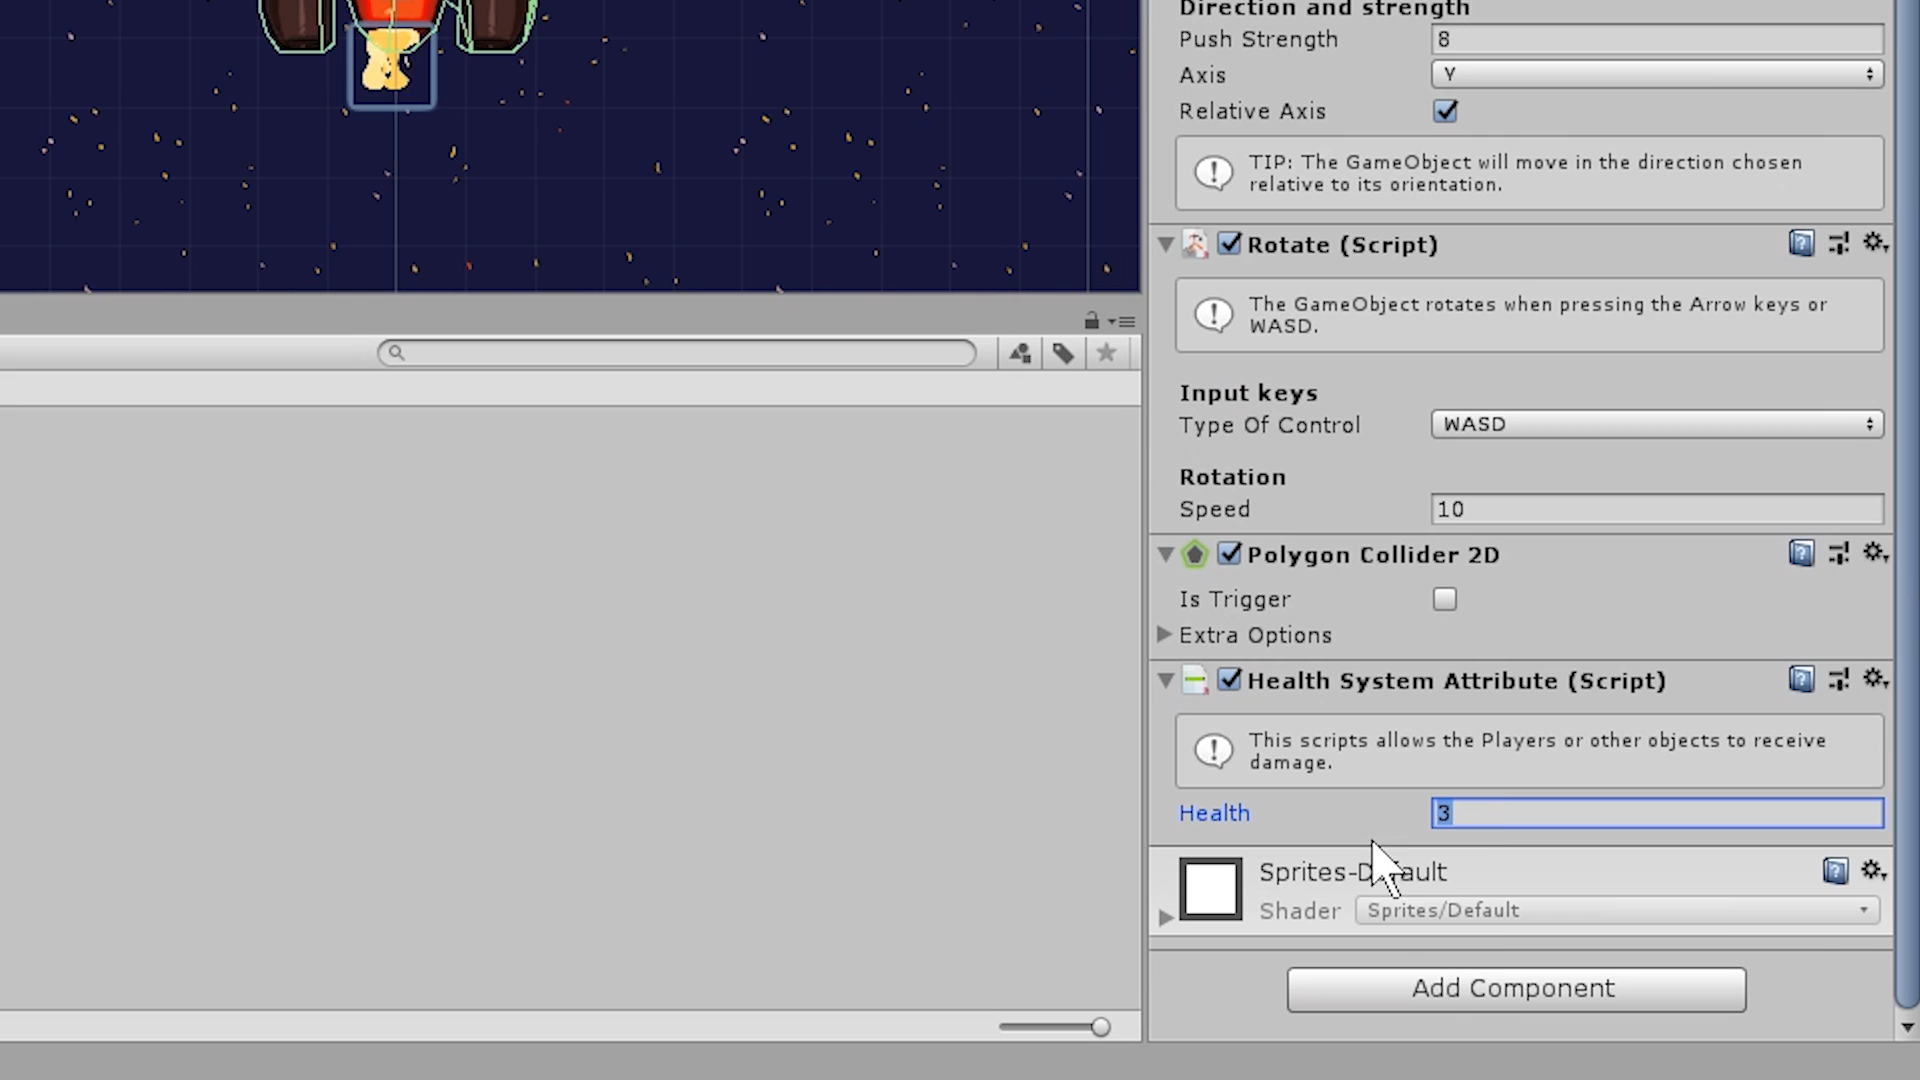 Direction and strength
Push Strength 8
Axis Y
Relative Axis
TIP: The GameObject will move in the direction chosen
relative to its orientation.
Rotate (Script)
The GameObject rotates when pressing the Arrow keys or
WASD.
Input keys
Type Of Control WASD
Rotation
Speed 10
Polygon Collider 2D
Is Trigger
Extra Options
Health System Attribute (Script)
This scripts allows the Players or other objects to receive
damage.
Health 3
Sprites-Default
Shader Sprites/Default
Add Component